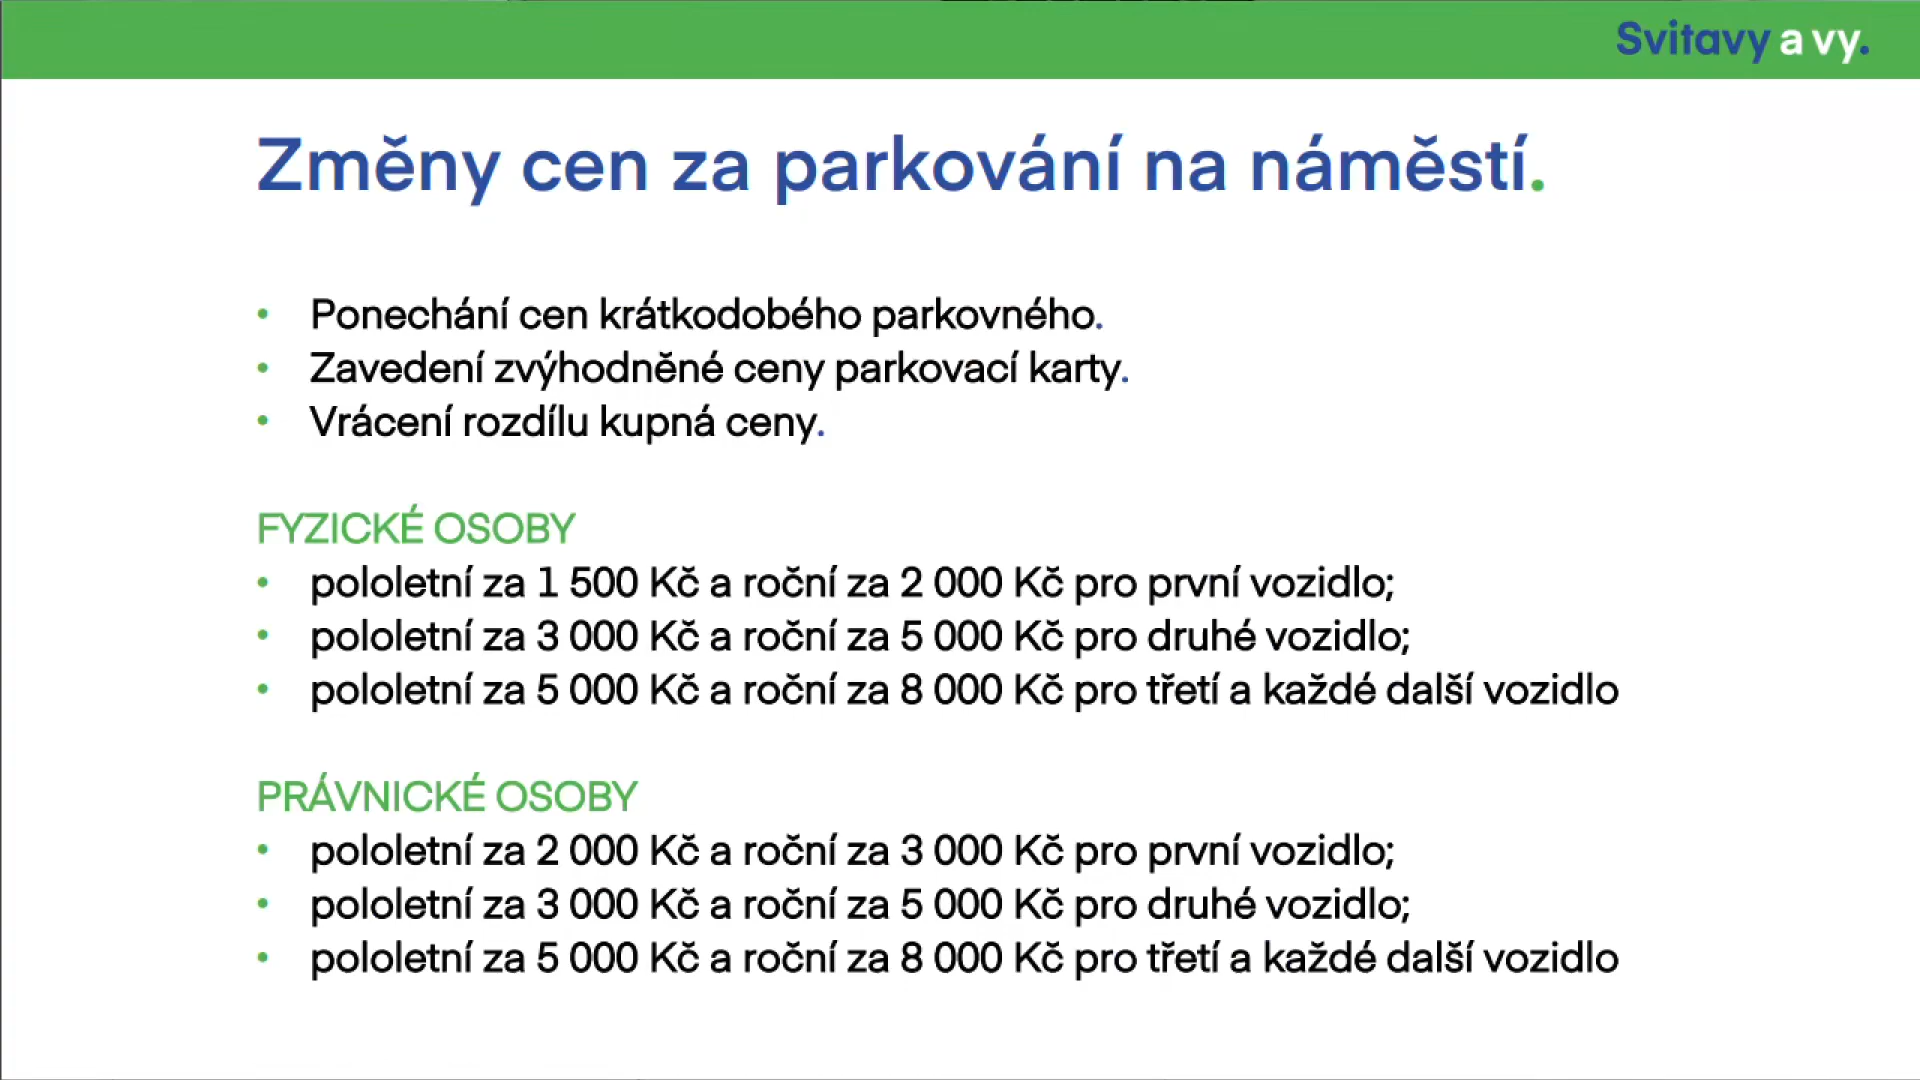 Svitavy a vy.
Změny cen za parkování na náměstí.
• Ponechání cen krátkodobého parkovného.
• Zavedení zvýhodněné ceny parkovací karty.
• Vrácení rozdílu kupná ceny.
FYZICKÉ OSOBY
• pololetní za 1 500 Kč a roční za 2 000 Kč pro první vozidlo;
• pololetní za 3 000 Kč a roční za 5 000 Kč pro druhé vozidlo;
• pololetní za 5 000 Kč a roční za 8 000 Kč pro třetí a každé další vozidlo
PRÁVNICKÉ OSOBY
• pololetní za 2 000 Kč a roční za 3 000 Kč pro první vozidlo;
• pololetní za 3 000 Kč a roční za 5 000 Kč pro druhé vozidlo;
• pololetní za 5 000 Kč a roční za 8 000 Kč pro třetí a každé další vozidlo